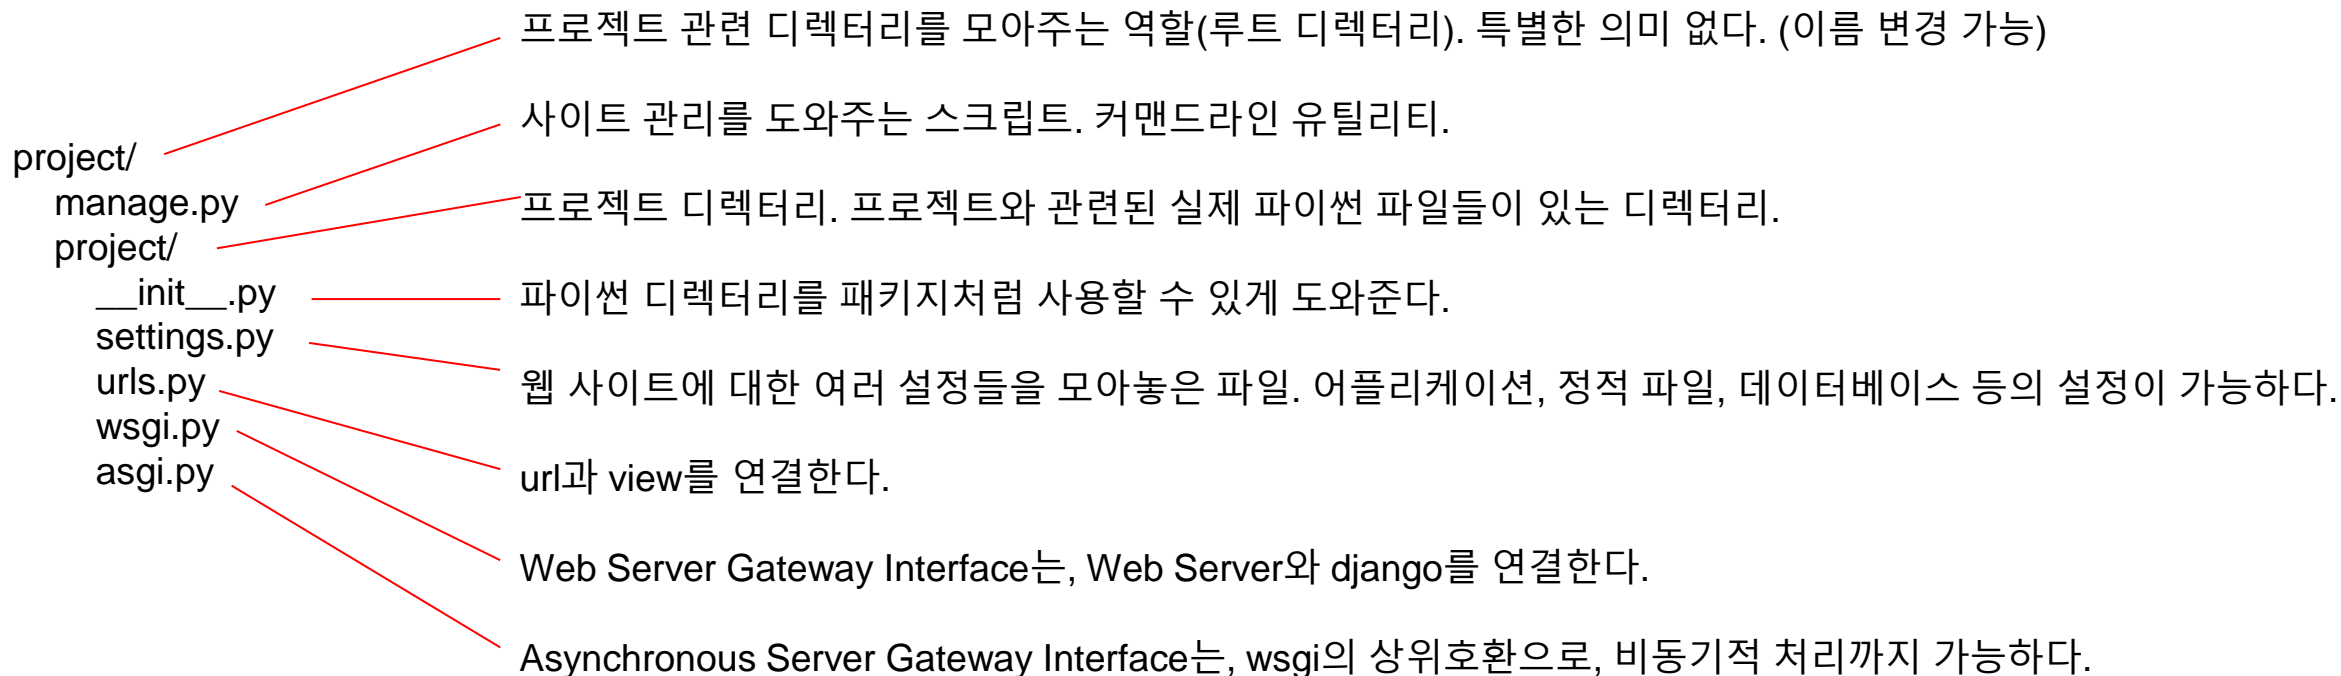 프로젝트 관련 디렉터리를 모아주는 역할(루트 디렉터리). 특별한 의미 없다. (이름 변경 가능)
사이트 관리를 도와주는 스크립트. 커맨드라인 유틸리티.
project/
manage.py
프로젝트 디렉터리. 프로젝트와 관련된 실제 파이썬 파일들이 있는 디렉터리.
project/
__init__.py
파이썬 디렉터리를 패키지처럼 사용할 수 있게 도와준다.
settings.py
urls.py
웹 사이트에 대한 여러 설정들을 모아놓은 파일. 어플리케이션, 정적 파일, 데이터베이스 등의 설정이 가능하다.
wsgi.py
asgi.py
url과 view를 연결한다.
Web Server Gateway Interface는, Web Server와 django를 연결한다.
Asynchronous Server Gateway Interface는, wsgi의 상위호환으로, 비동기적 처리까지 가능하다.